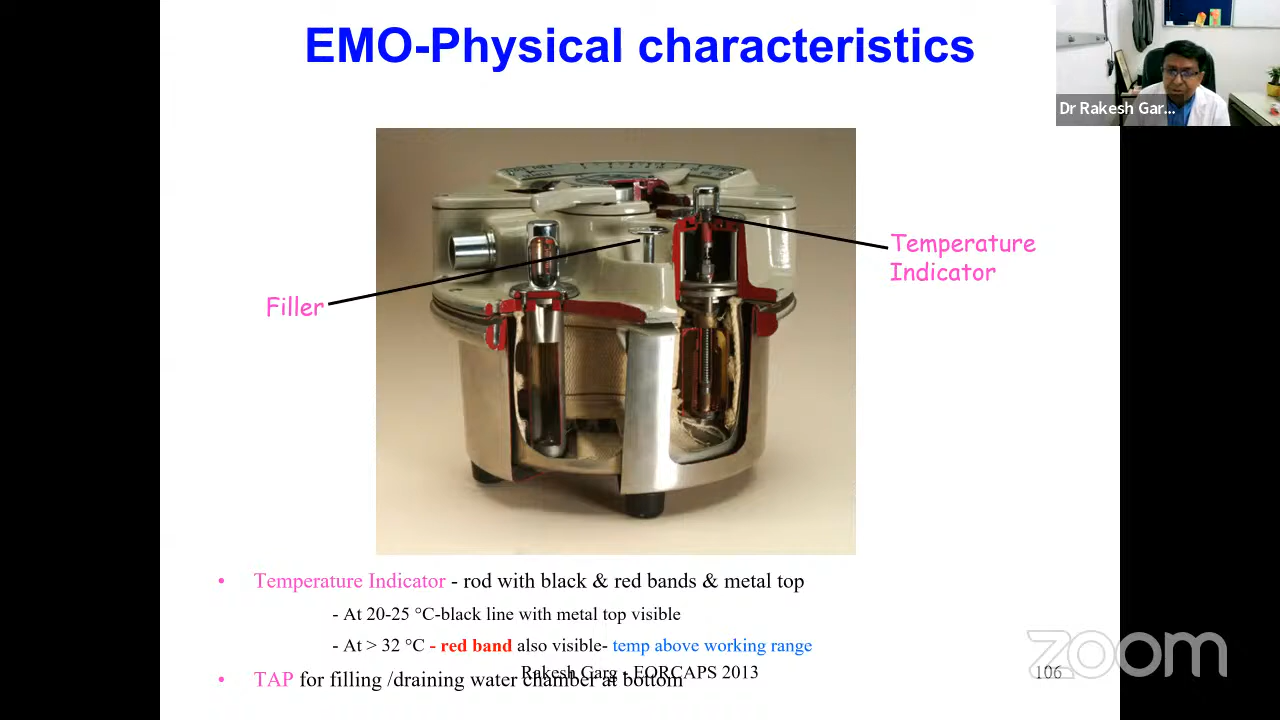 EMO-Physical characteristics
Dr Rakesh Gar...
Temperature
Indicator
Filler
• Temperature Indicator - rod with black & red bands & metal top
- At 20-25 °C-black line with metal top visible
- At > 32 °C - red band also visible- temp above working range
• TAP for filling /draining water chamber at bottom
Rakesh Garg - FORCAPS 2013
106
zoom